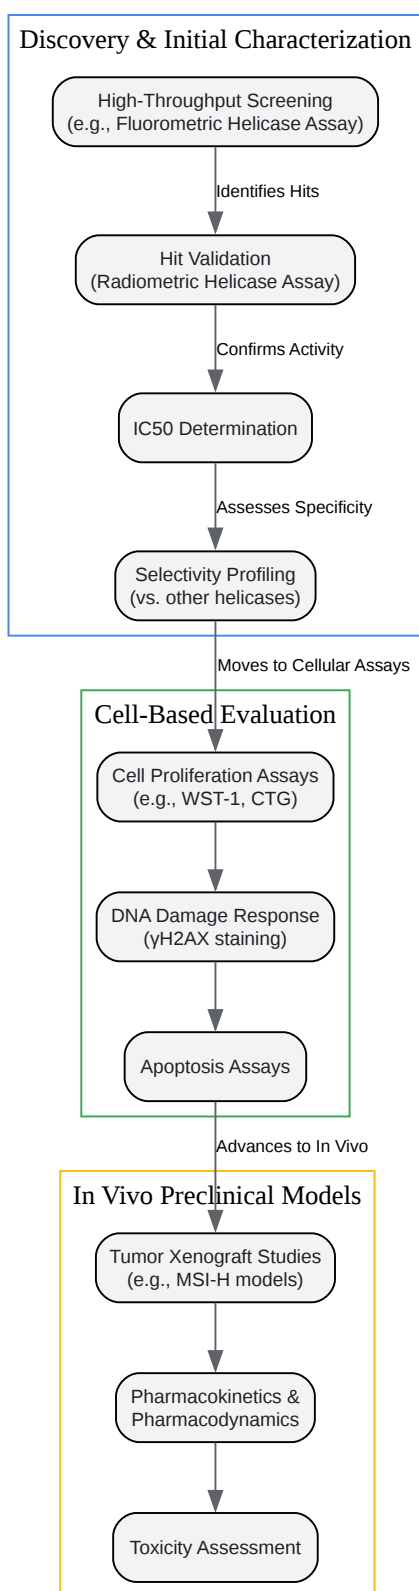 Discovery & Initial Characterization
High-Throughput Screening
(e.g., Fluorometric Helicase Assay)
Identifies Hits
Hit Validation
(Radiometric Helicase Assay)
Confirms Activity
IC50 Determination
Assesses Specificity
Selectivity Profiling
(vs. other helicases)
Moves to Cellular Assays
Cell-Based Evaluation
Cell Proliferation Assays
(e.g., WST-1, CTG)
DNA Damage Response
(γH2AX staining)
Apoptosis Assays
Advances to In Vivo
In Vivo Preclinical Models
Tumor Xenograft Studies
(e.g., MSI-H models)
Pharmacokinetics &
Pharmacodynamics
Toxicity Assessment